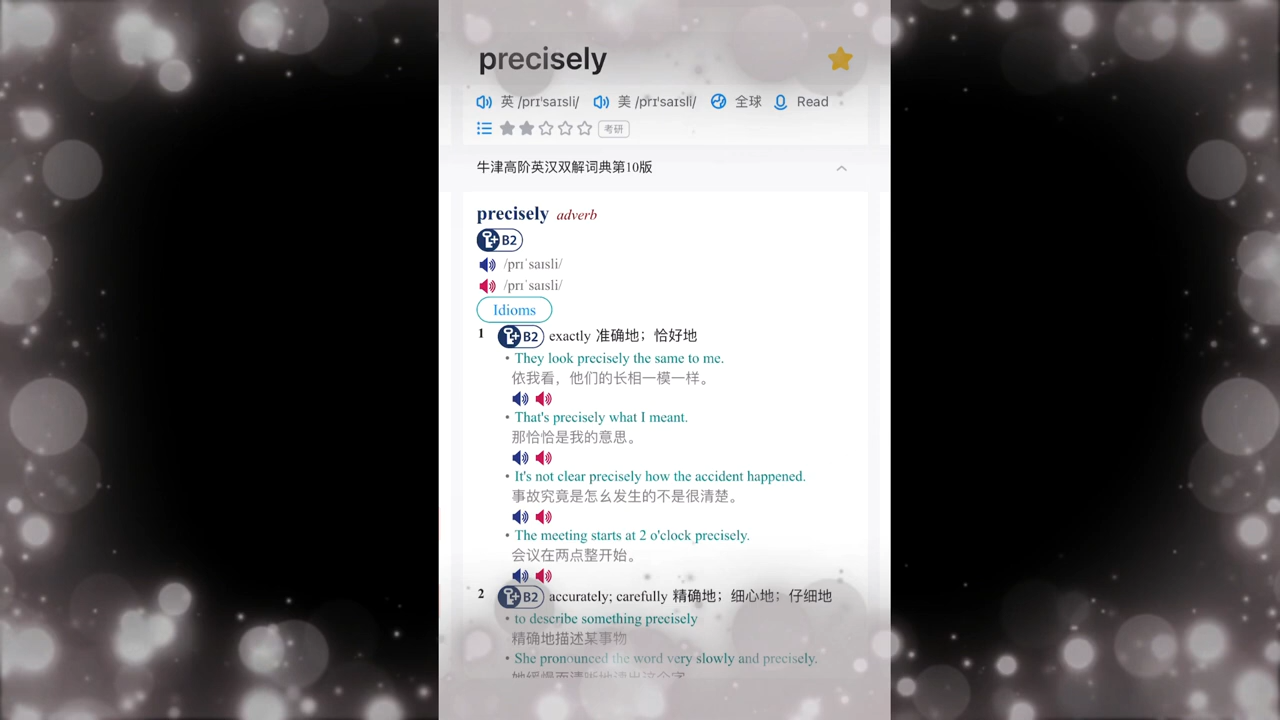 precisely
英 /prɪˈsaɪsli/ 美 /prɪˈsaɪsli/ 全球 Read
考研
牛津高阶英汉双解词典第10版
precisely adverb
B2
/prɪˈsaɪsli/
/prɪˈsaɪsli/
Idioms
1 B2 exactly 准确地；恰好地
• They look precisely the same to me.
依我看，他们的长相一模一样。
• That's precisely what I meant.
那恰恰是我的意思。
• It's not clear precisely how the accident happened.
事故究竟是怎幺发生的不是很清楚。
• The meeting starts at 2 o'clock precisely.
会议在两点整开始。
2 B2 accurately; carefully 精确地；细心地；仔细地
• to describe something precisely
精确地描述某事物
• She pronounced the word very slowly and precisely.